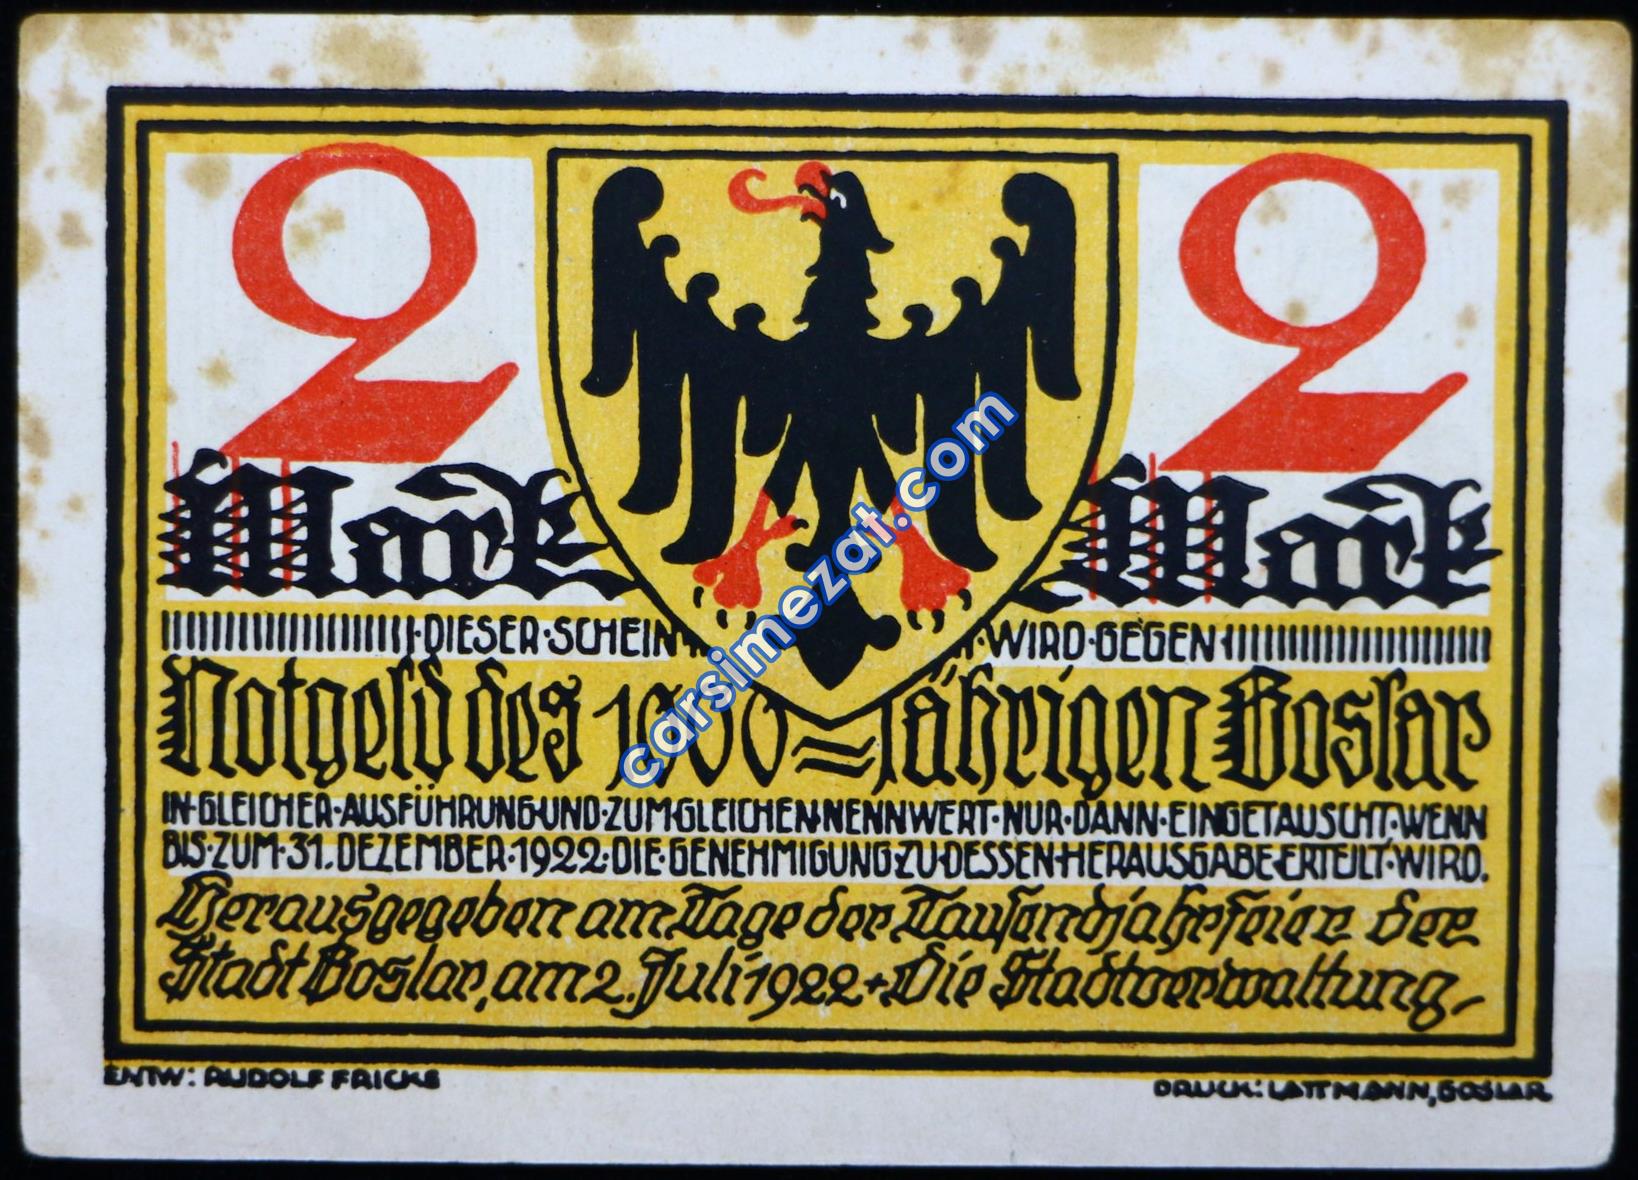 2 2
Mark Mark
·DIESER·SCHEIN· ·WIRD·GEGEN·
Notgeld des 1000=jährigen Goslar
IN·GLEICHER·AUSFÜHRUNG·UND·ZUM·GLEICHEN·NENNWERT·NUR·DANN·EINGETAUSCHT·WENN
BIS·ZUM·31.DEZEMBER·1922·DIE·GENEHMIGUNG·ZU·DESSEN·HERAUSGABE·ERTEILT·WIRD.
Herausgegeben am Tage der Tausendjahrfeier der
Stadt Goslar, am 2. Juli 1922 + Die Stadtverwaltung
ENTW: RUDOLF FRICKE
DRUCK: LATTMANN, GOSLAR
carsimezat.com